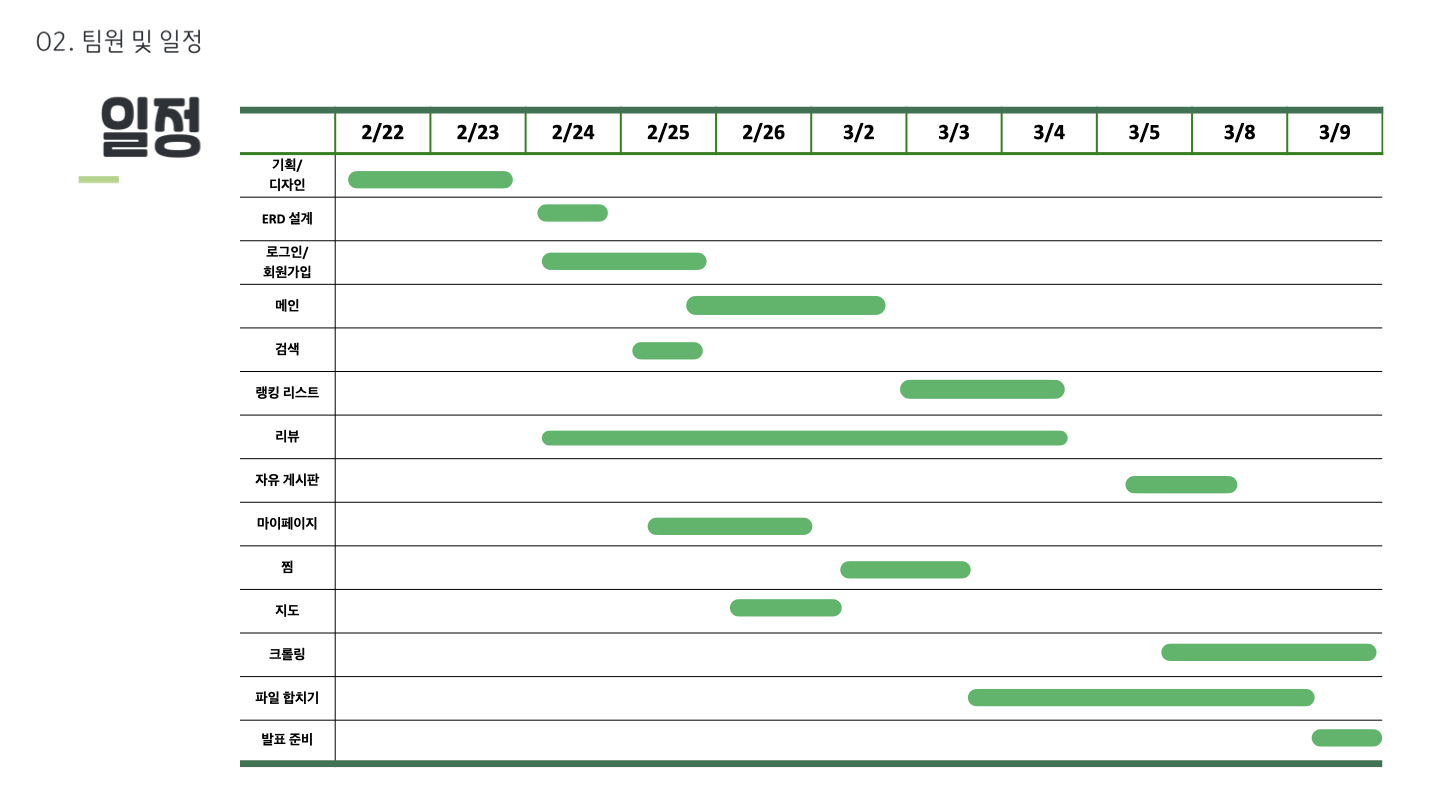 02. 팀원 및 일정
일정
2/22 2/23 2/24 2/25 2/26 3/2 3/3 3/4 3/5 3/8 3/9
기획/
디자인
ERD 설계
로그인/
회원가입
메인
검색
랭킹 리스트
리뷰
자유 게시판
마이페이지
찜
지도
크롤링
파일 합치기
발표 준비